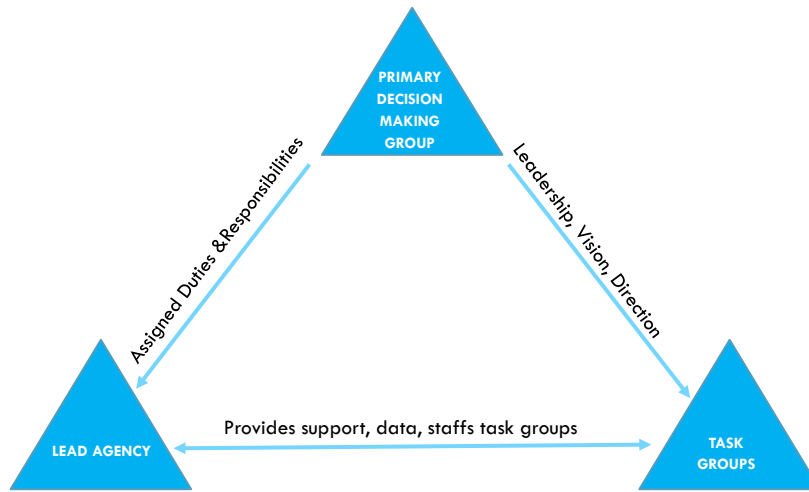 PRIMARY
DECISION
MAKING
GROUP
Assigned Duties &Responsibilities
Leadership, Vision, Direction
Provides support, data, staffs task groups
LEAD AGENCY
TASK
GROUPS